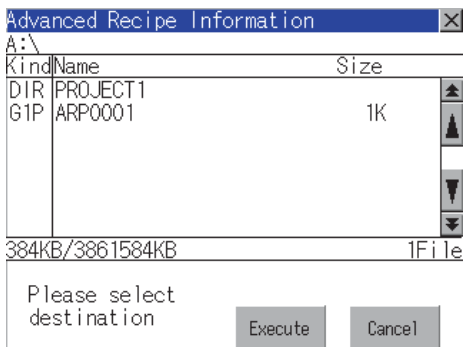 Advanced Recipe Information
A:\
Kind Name Size
DIR PROJECT1
G1P ARP0001 1K
384KB/3861584KB 1File
Please select
destination
Execute Cancel